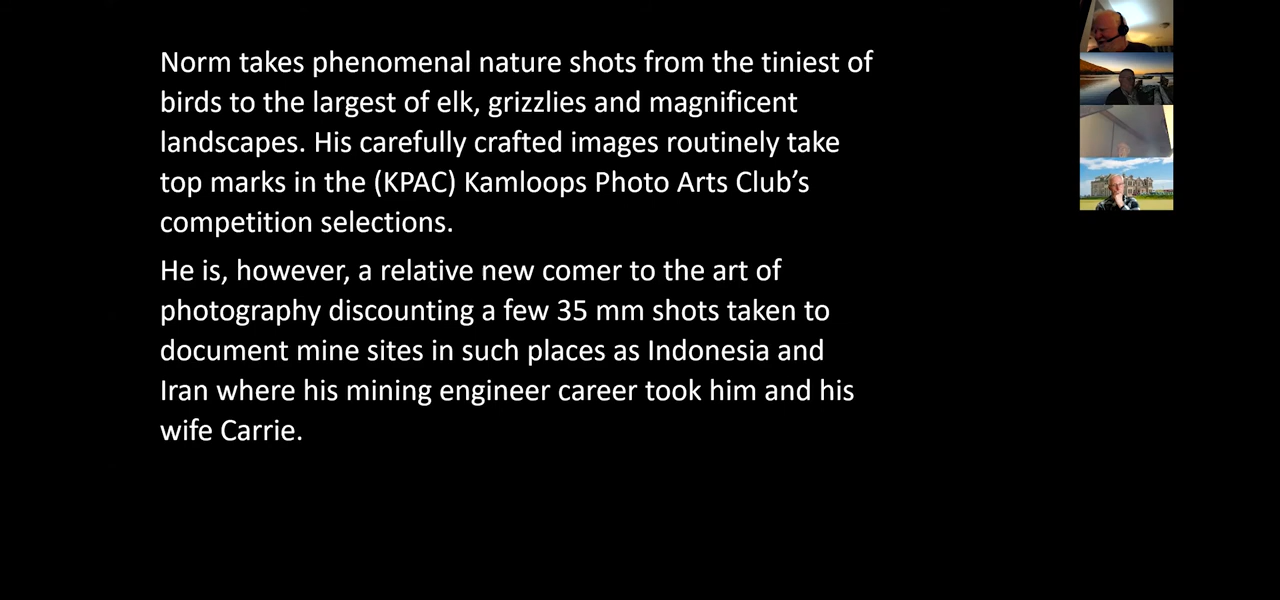 Norm takes phenomenal nature shots from the tiniest of
birds to the largest of elk, grizzlies and magnificent
landscapes. His carefully crafted images routinely take
top marks in the (KPAC) Kamloops Photo Arts Club’s
competition selections.
He is, however, a relative new comer to the art of
photography discounting a few 35 mm shots taken to
document mine sites in such places as Indonesia and
Iran where his mining engineer career took him and his
wife Carrie.